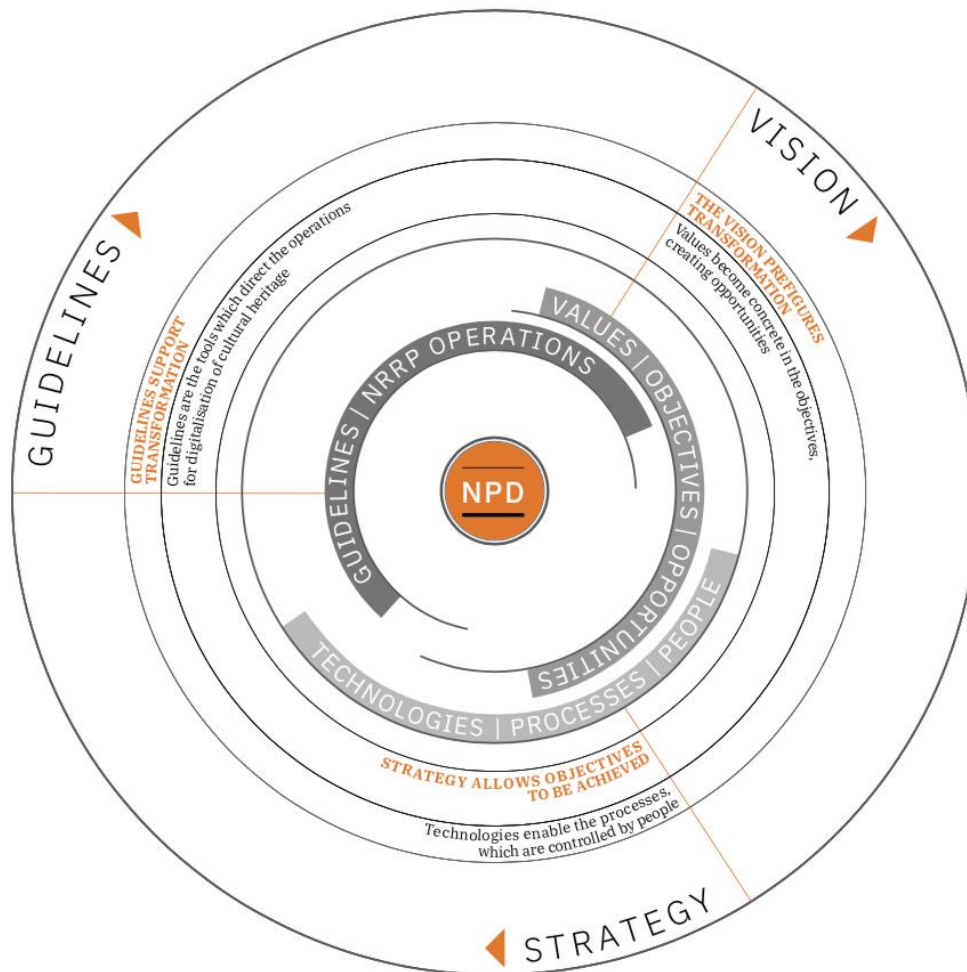 VISION
THE VISION PREFIGURES
TRANSFORMATION
Values become concrete in the objectives,
creating opportunities
GUIDELINES
GUIDELINES SUPPORT
TRANSFORMATION
Guidelines are the tools which direct the operations
for digitalisation of cultural heritage
VALUES | OBJECTIVES | OPPORTUNITIES
GUIDELINES | NRRP OPERATIONS
NPD
TECHNOLOGIES | PROCESSES | PEOPLE
STRATEGY ALLOWS OBJECTIVES
TO BE ACHIEVED
Technologies enable the processes,
which are controlled by people
STRATEGY